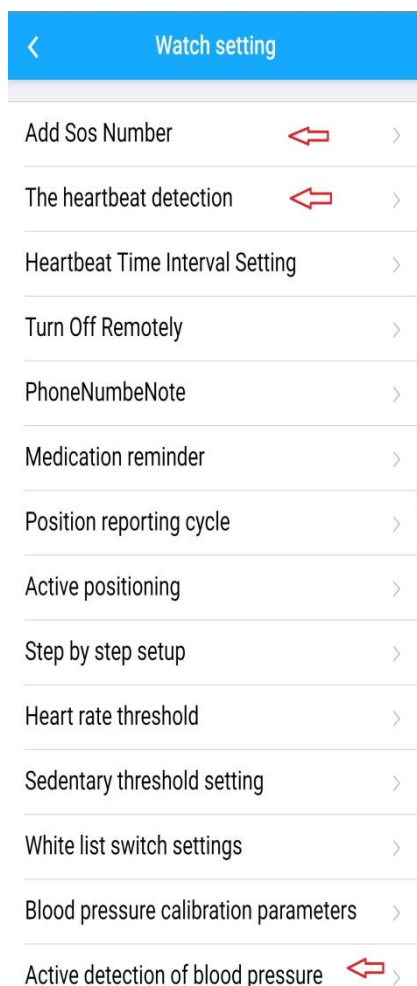 Watch setting
Add Sos Number
The heartbeat detection
Heartbeat Time Interval Setting
Turn Off Remotely
PhoneNumbeNote
Medication reminder
Position reporting cycle
Active positioning
Step by step setup
Heart rate threshold
Sedentary threshold setting
White list switch settings
Blood pressure calibration parameters
Active detection of blood pressure